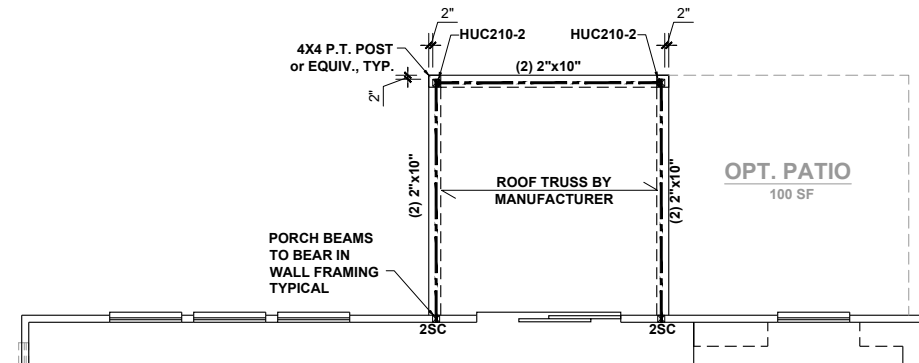 2"
2"
HUC210-2
HUC210-2
4X4 P.T. POST
or EQUIV., TYP.
(2) 2"x10"
2"
(2) 2"x10"
ROOF TRUSS BY
MANUFACTURER
(2) 2"x10"
OPT. PATIO
100 SF
PORCH BEAMS
TO BEAR IN
WALL FRAMING
TYPICAL
2SC
2SC